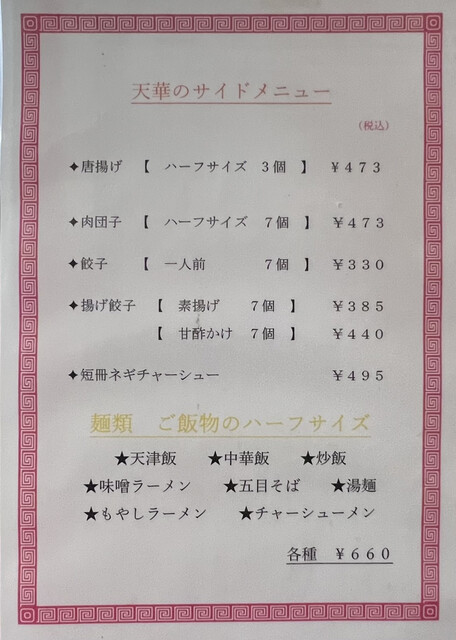 天華のサイドメニュー
（税込）
✦唐揚げ 【 ハーフサイズ ３個 】 ￥４７３
✦肉団子 【 ハーフサイズ ７個 】 ￥４７３
✦餃子 【 一人前 ７個 】 ￥３３０
✦揚げ餃子 【 素揚げ ７個 】 ￥３８５
【 甘酢かけ ７個 】 ￥４４０
✦短冊ネギチャーシュー ￥４９５
麺類 ご飯物のハーフサイズ
★天津飯 ★中華飯 ★炒飯
★味噌ラーメン ★五目そば ★湯麺
★もやしラーメン ★チャーシューメン
各種 ￥６６０